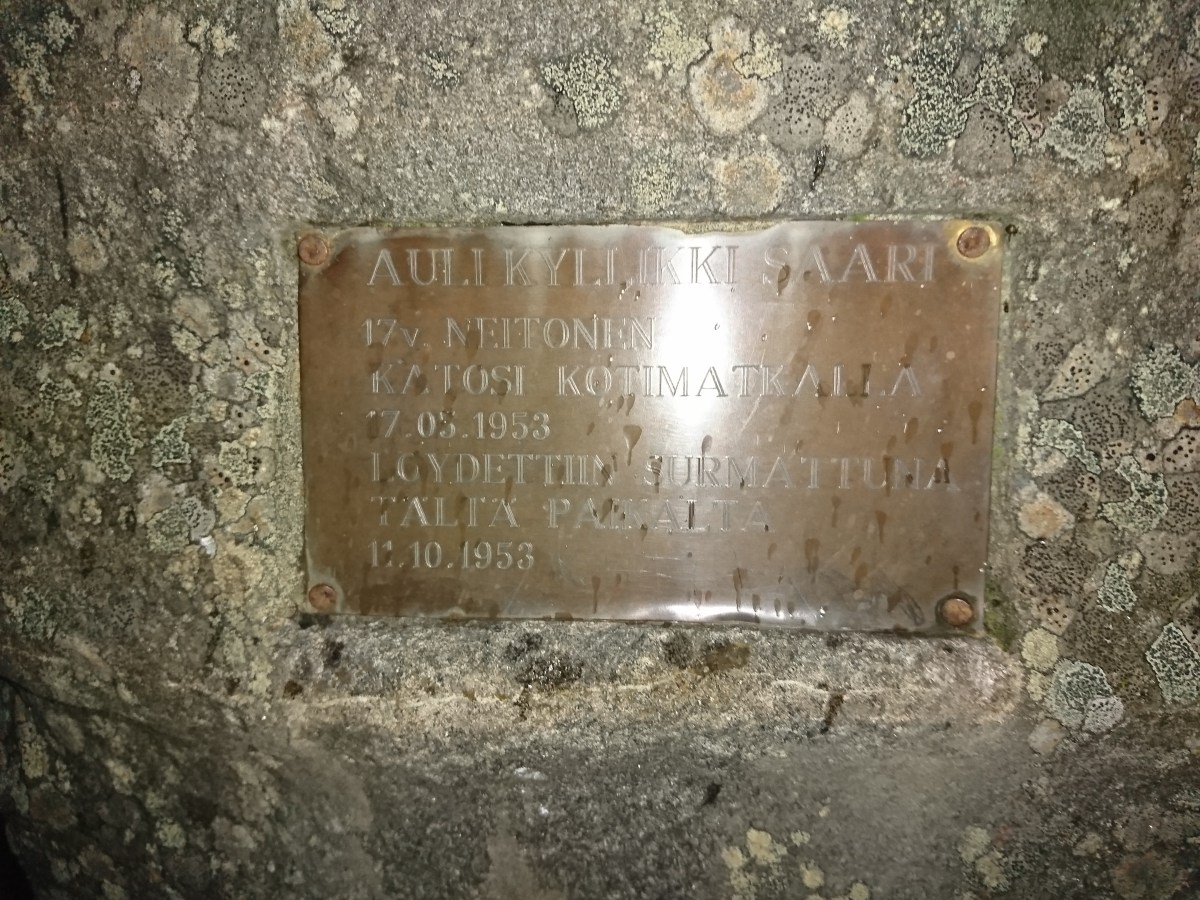 AULI KYLLIKKI SAARI
17v. NEITONEN
KATOSI KOTIMATKALLA
17.05.1953
LÖYDETTIIN SURMATTUNA
TÄLTÄ PAIKALTA
11.10.1953